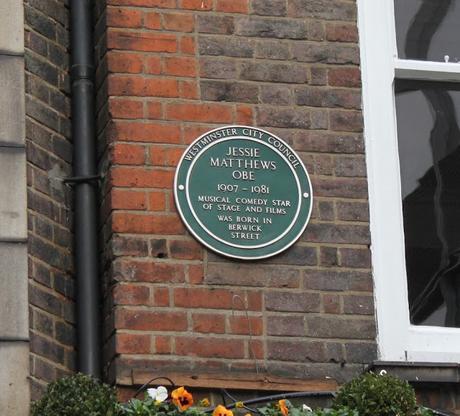 WESTMINSTER CITY COUNCIL
JESSIE
MATTHEWS
OBE
1907 - 1981
MUSICAL COMEDY STAR
OF STAGE AND FILMS
WAS BORN IN
BERWICK
STREET